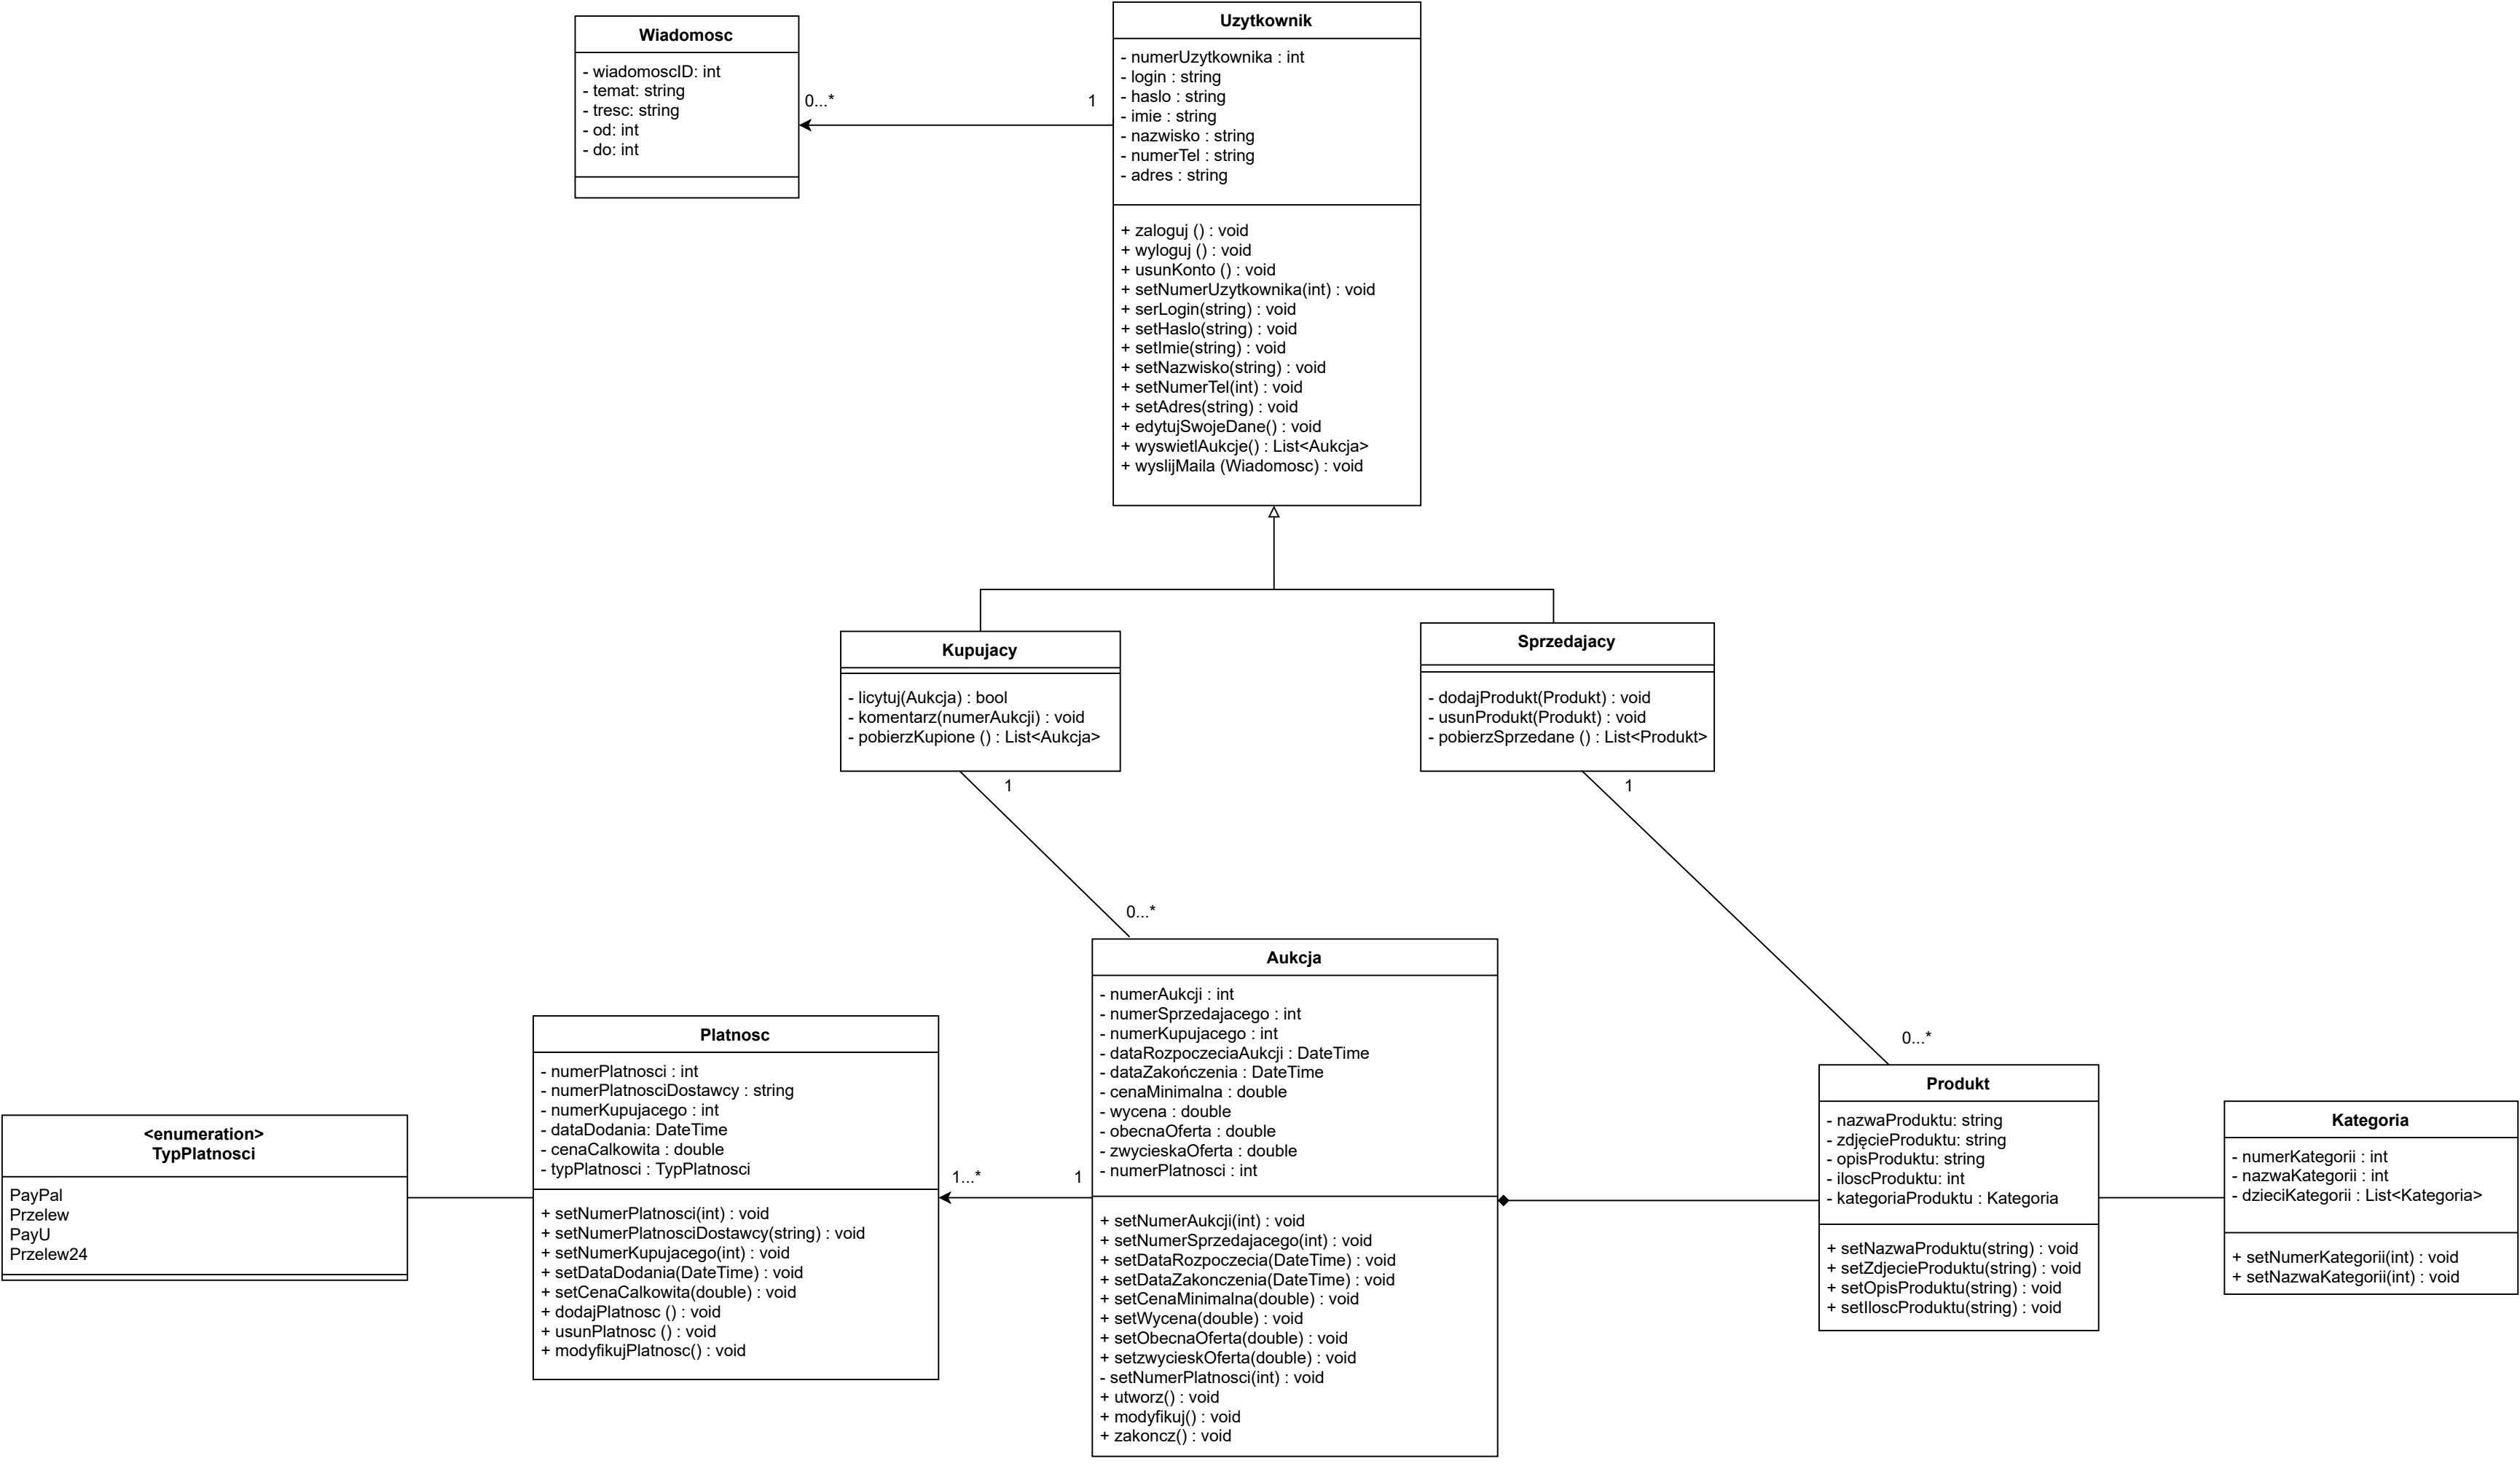 Wiadomosc
- wiadomoscID: int
- temat: string
- tresc: string
- od: int
- do: int
0...*
1
Uzytkownik
- numerUzytkownika : int
- login : string
- haslo : string
- imie : string
- nazwisko : string
- numerTel : string
- adres : string
+ zaloguj () : void
+ wyloguj () : void
+ usunKonto () : void
+ setNumerUzytkownika(int) : void
+ serLogin(string) : void
+ setHaslo(string) : void
+ setImie(string) : void
+ setNazwisko(string) : void
+ setNumerTel(int) : void
+ setAdres(string) : void
+ edytujSwojeDane() : void
+ wyswietlAukcje() : List<Aukcja>
+ wyslijMaila (Wiadomosc) : void
Kupujacy
- licytuj(Aukcja) : bool
- komentarz(numerAukcji) : void
- pobierzKupione () : List<Aukcja>
1
0...*
Sprzedajacy
- dodajProdukt(Produkt) : void
- usunProdukt(Produkt) : void
- pobierzSprzedane () : List<Produkt>
1
0...*
<enumeration>
TypPlatnosci
PayPal
Przelew
PayU
Przelew24
Platnosc
- numerPlatnosci : int
- numerPlatnosciDostawcy : string
- numerKupujacego : int
- dataDodania: DateTime
- cenaCalkowita : double
- typPlatnosci : TypPlatnosci
+ setNumerPlatnosci(int) : void
+ setNumerPlatnosciDostawcy(string) : void
+ setNumerKupujacego(int) : void
+ setDataDodania(DateTime) : void
+ setCenaCalkowita(double) : void
+ dodajPlatnosc () : void
+ usunPlatnosc () : void
+ modyfikujPlatnosc() : void
1...*
1
Aukcja
- numerAukcji : int
- numerSprzedajacego : int
- numerKupujacego : int
- dataRozpoczeciaAukcji : DateTime
- dataZakończenia : DateTime
- cenaMinimalna : double
- wycena : double
- obecnaOferta : double
- zwycieskaOferta : double
- numerPlatnosci : int
+ setNumerAukcji(int) : void
+ setNumerSprzedajacego(int) : void
+ setDataRozpoczecia(DateTime) : void
+ setDataZakonczenia(DateTime) : void
+ setCenaMinimalna(double) : void
+ setWycena(double) : void
+ setObecnaOferta(double) : void
+ setzwycieskOferta(double) : void
- setNumerPlatnosci(int) : void
+ utworz() : void
+ modyfikuj() : void
+ zakoncz() : void
Produkt
- nazwaProduktu: string
- zdjęcieProduktu: string
- opisProduktu: string
- iloscProduktu: int
- kategoriaProduktu : Kategoria
+ setNazwaProduktu(string) : void
+ setZdjecieProduktu(string) : void
+ setOpisProduktu(string) : void
+ setIloscProduktu(string) : void
Kategoria
- numerKategorii : int
- nazwaKategorii : int
- dzieciKategorii : List<Kategoria>
+ setNumerKategorii(int) : void
+ setNazwaKategorii(int) : void